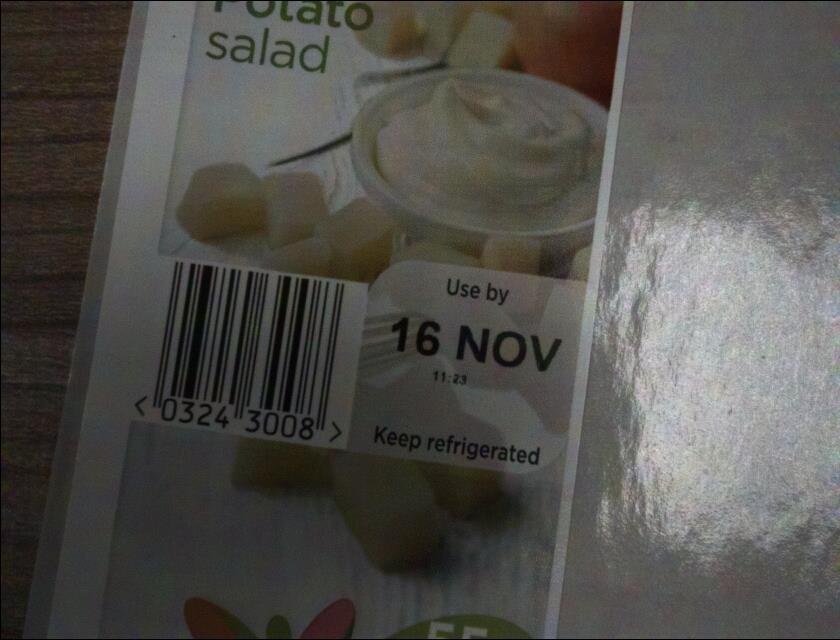 Potato
salad
Use by
16 NOV
11:23
<0324 3008>
Keep refrigerated